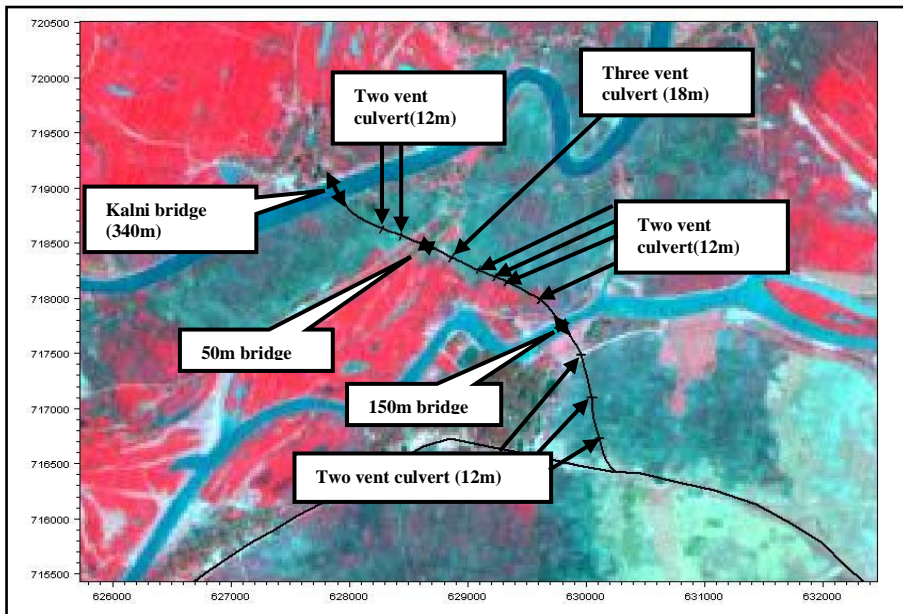 720500
720000
719500
719000
718500
718000
717500
717000
716500
716000
715500
Two vent
culvert(12m)
Three vent
culvert (18m)
Kalni bridge
(340m)
Two vent
culvert(12m)
50m bridge
150m bridge
Two vent culvert (12m)
626000 627000 628000 629000 630000 631000 632000